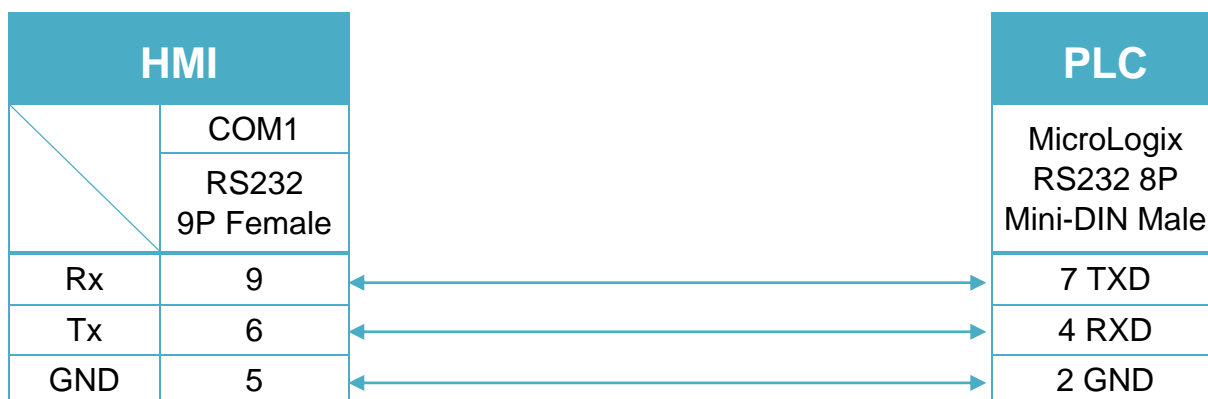 HMI PLC
COM1
RS232
9P Female
MicroLogix
RS232 8P
Mini-DIN Male
Rx 9 7 TXD
Tx 6 4 RXD
GND 5 2 GND